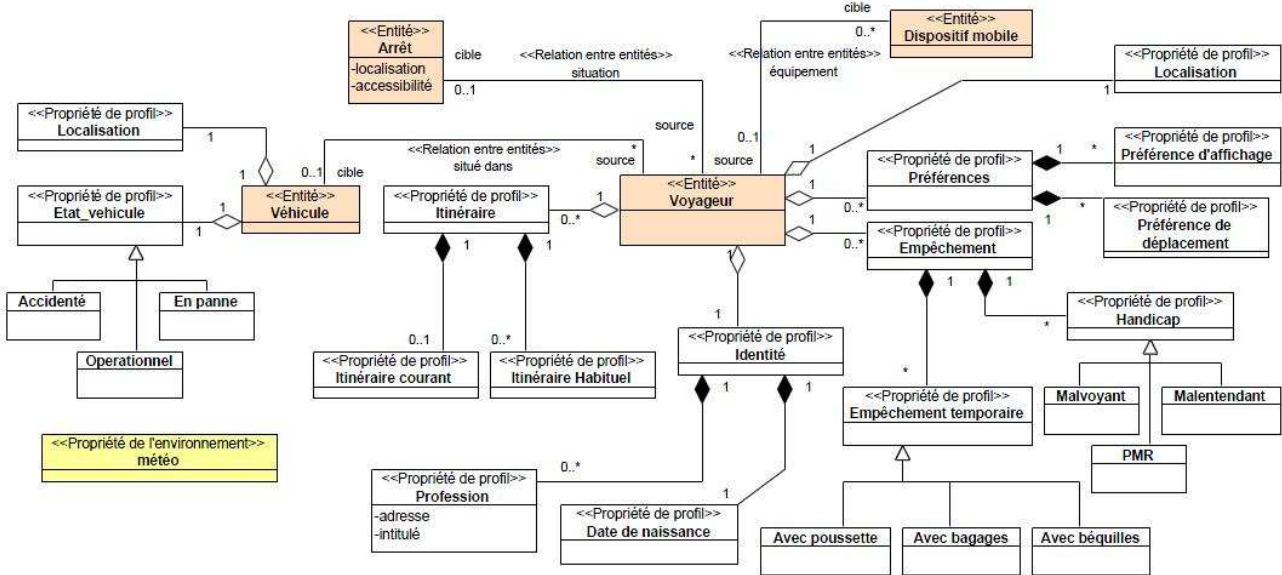 cible
<<Entité>>
Arrêt
-localisation
-accessibilité
cible
0..1
<<Relation entre entités>>
situation
source
*
0..*
<<Entité>>
Dispositif mobile
<<Relation entre entités>>
équipement
0..1
source
<<Propriété de profil>>
Localisation
1
1
<<Propriété de profil>>
Localisation
1
1
0..1
cible
<<Relation entre entités>>
situé dans
*
source
<<Propriété de profil>>
Etat_vehicule
1
1
<<Entité>>
Véhicule
<<Propriété de profil>>
Itinéraire
0..*
1
<<Entité>>
Voyageur
1
0..*
<<Propriété de profil>>
Préférences
1
*
<<Propriété de profil>>
Préférence d'affichage
1
*
<<Propriété de profil>>
Préférence de
déplacement
1
0..*
<<Propriété de profil>>
Empêchement
1
1
1
1
1
Accidenté
En panne
Operationnel
0..1
0..*
<<Propriété de profil>>
Itinéraire courant
<<Propriété de profil>>
Itinéraire Habituel
1
<<Propriété de profil>>
Identité
1
1
*
<<Propriété de profil>>
Handicap
*
<<Propriété de profil>>
Empêchement temporaire
Malvoyant
Malentendant
PMR
<<Propriété de l'environnement>>
météo
0..*
<<Propriété de profil>>
Profession
-adresse
-intitulé
1
<<Propriété de profil>>
Date de naissance
Avec poussette
Avec bagages
Avec béquilles